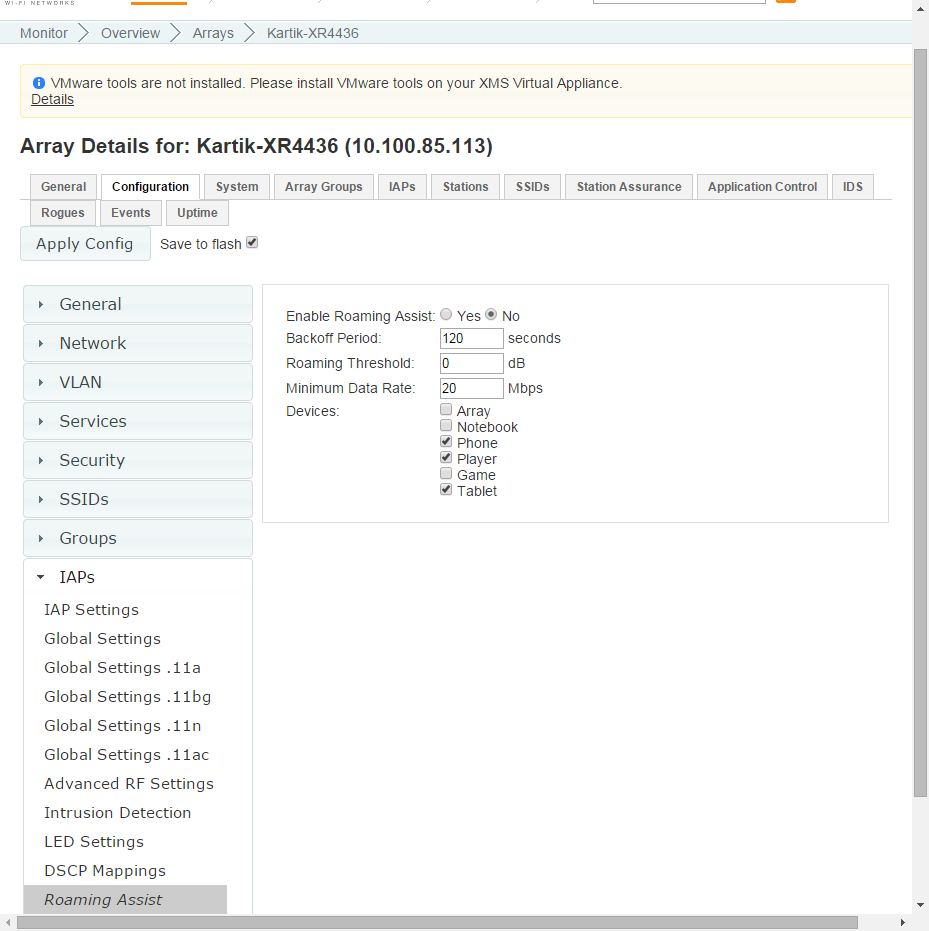 WI-FI NETWORKS
Monitor Overview Arrays Kartik-XR4436
VMware tools are not installed. Please install VMware tools on your XMS Virtual Appliance.
Details
Array Details for: Kartik-XR4436 (10.100.85.113)
General Configuration System Array Groups IAPs Stations SSIDs Station Assurance Application Control IDS
Rogues Events Uptime
Apply Config Save to flash
General
Network
VLAN
Services
Security
SSIDs
Groups
IAPs
IAP Settings
Global Settings
Global Settings .11a
Global Settings .11bg
Global Settings .11n
Global Settings .11ac
Advanced RF Settings
Intrusion Detection
LED Settings
DSCP Mappings
Roaming Assist
Enable Roaming Assist: Yes No
Backoff Period: 120 seconds
Roaming Threshold: 0 dB
Minimum Data Rate: 20 Mbps
Devices: Array
Notebook
Phone
Player
Game
Tablet